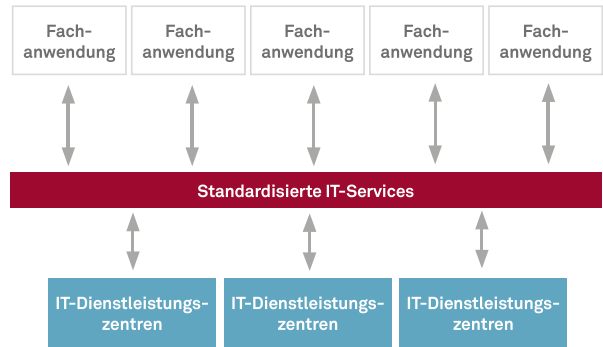 Fach-
anwendung
Fach-
anwendung
Fach-
anwendung
Fach-
anwendung
Fach-
anwendung
Standardisierte IT-Services
IT-Dienstleistungs-
zentren
IT-Dienstleistungs-
zentren
IT-Dienstleistungs-
zentren